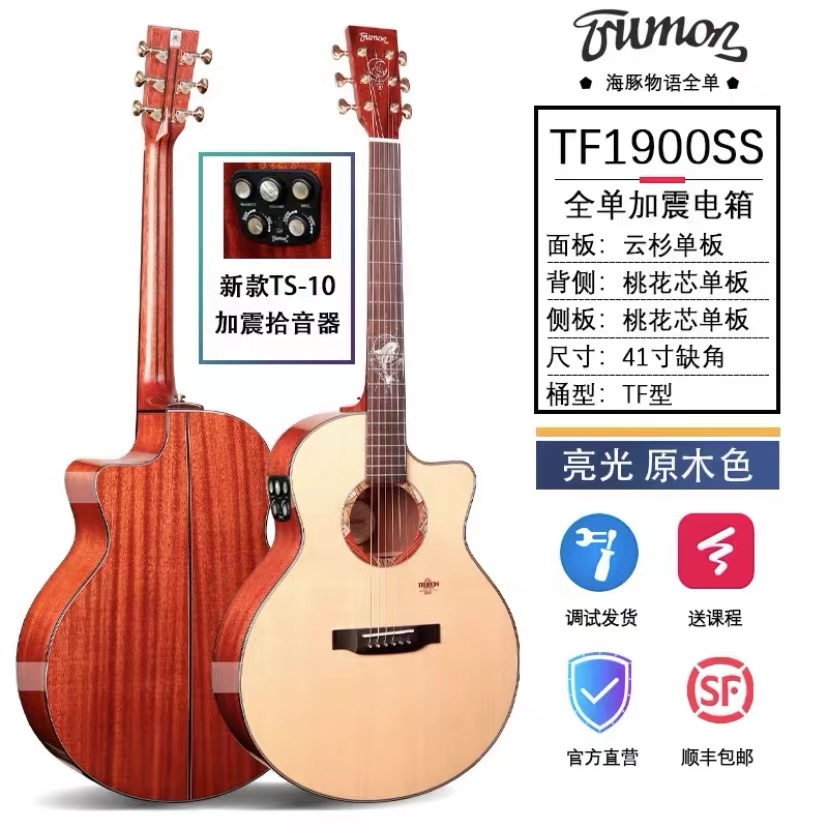 Trumon
海豚物语全单
TF1900SS
全单加震电箱
面板：云杉单板
背侧：桃花芯单板
侧板：桃花芯单板
尺寸：41寸缺角
桶型：TF型
亮光 原木色
调试发货
送课程
SF
官方直营
顺丰包邮
Trumon
VOLUME
Trumon
新款TS-10
加震拾音器
TRUMON